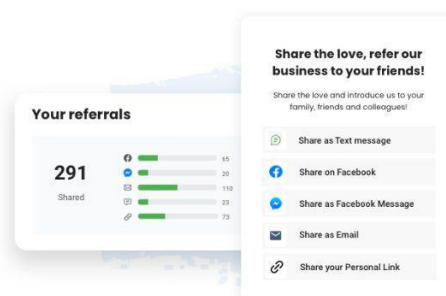 Your referrals
291
Shared
65
20
110
23
73
Share the love, refer our
business to your friends!
Share the love and introduce us to your
family, friends and colleagues!
Share as Text message
Share on Facebook
Share as Facebook Message
Share as Email
Share your Personal Link